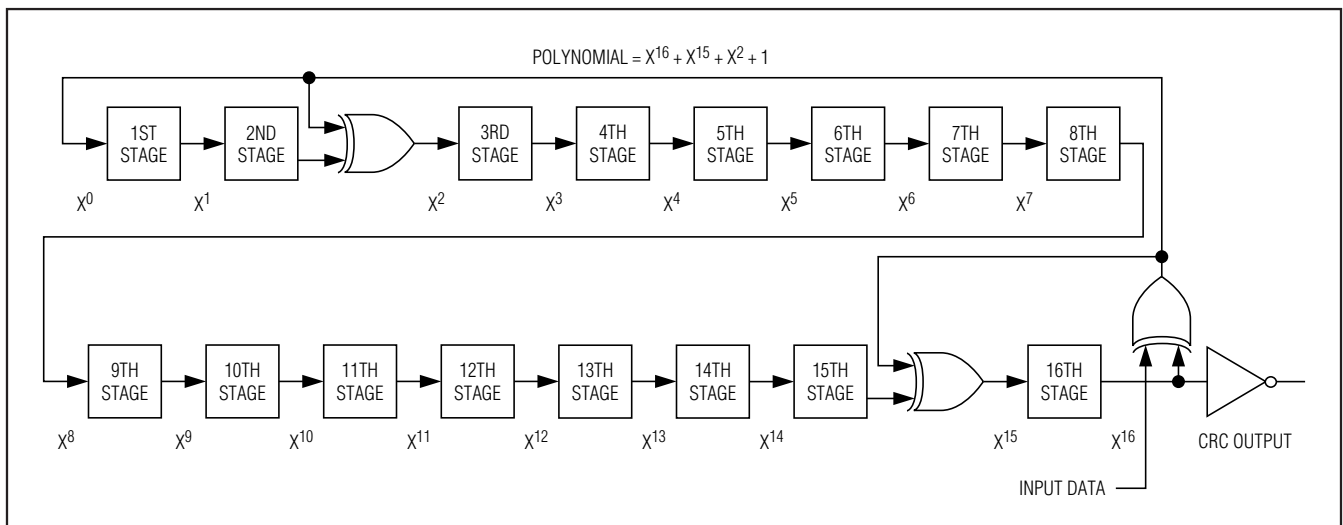 POLYNOMIAL = X¹⁶ + X¹⁵ + X² + 1
1ST
STAGE
2ND
STAGE
3RD
STAGE
4TH
STAGE
5TH
STAGE
6TH
STAGE
7TH
STAGE
8TH
STAGE
X⁰
X¹
X²
X³
X⁴
X⁵
X⁶
X⁷
9TH
STAGE
10TH
STAGE
11TH
STAGE
12TH
STAGE
13TH
STAGE
14TH
STAGE
15TH
STAGE
16TH
STAGE
X⁸
X⁹
X¹⁰
X¹¹
X¹²
X¹³
X¹⁴
X¹⁵
X¹⁶
CRC OUTPUT
INPUT DATA